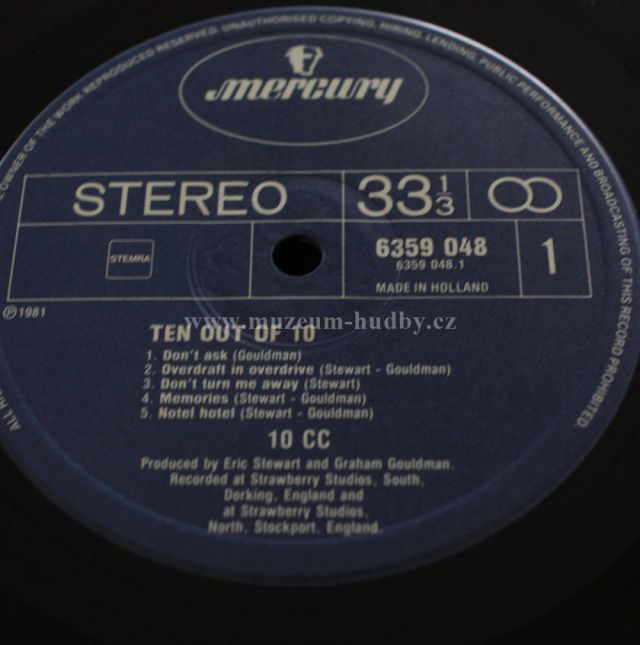 OWNER OF THE WORK REPRODUCED RESERVED. UNAUTHORISED COPYING, HIRING, LENDING, PUBLIC PERFORMANCE AND BROADCASTING OF THIS RECORD PROHIBITED.
mercury
STEREO
33 1/3
STEMRA
6359 048
6359 048.1
MADE IN HOLLAND
1
℗ 1981
www.muzeum-hudby.cz
TEN OUT OF 10
1. Don't ask (Gouldman)
2. Overdraft in overdrive (Stewart - Gouldman)
3. Don't turn me away (Stewart)
4. Memories (Stewart - Gouldman)
5. Notel hotel (Stewart - Gouldman)
10 CC
Produced by Eric Stewart and Graham Gouldman.
Recorded at Strawberry Studios, South,
Dorking, England and
at Strawberry Studios,
North, Stockport, England.
ALL